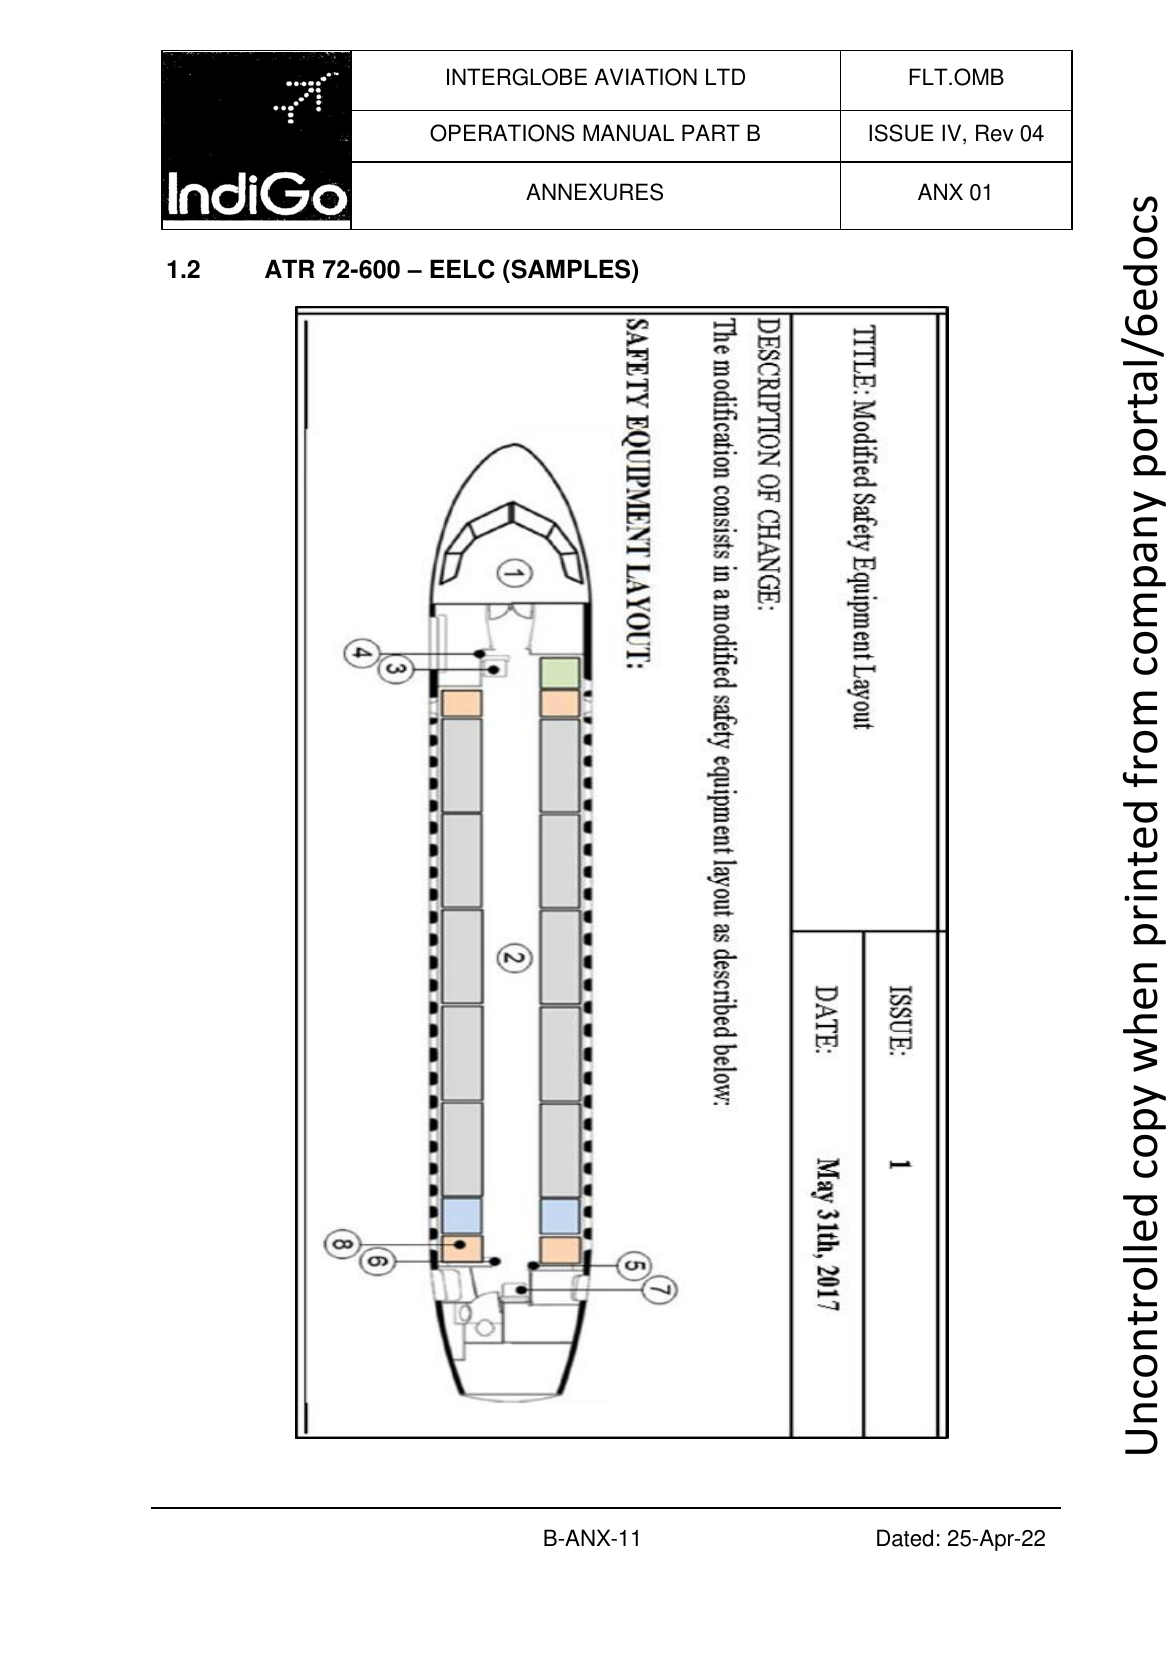 INTERGLOBE AVIATION LTD
FLT.OMB
OPERATIONS MANUAL PART B
ISSUE IV, Rev 04
IndiGo
ANNEXURES
ANX 01
1.2 ATR 72-600 – EELC (SAMPLES)
TITLE: Modified Safety Equipment Layout
ISSUE: 1
DATE: May 31th, 2017
DESCRIPTION OF CHANGE:
The modification consists in a modified safety equipment layout as described below:
SAFETY EQUIPMENT LAYOUT:
1
4
3
2
8
6
5
7
B-ANX-11
Dated: 25-Apr-22
Uncontrolled copy when printed from company portal/6edocs